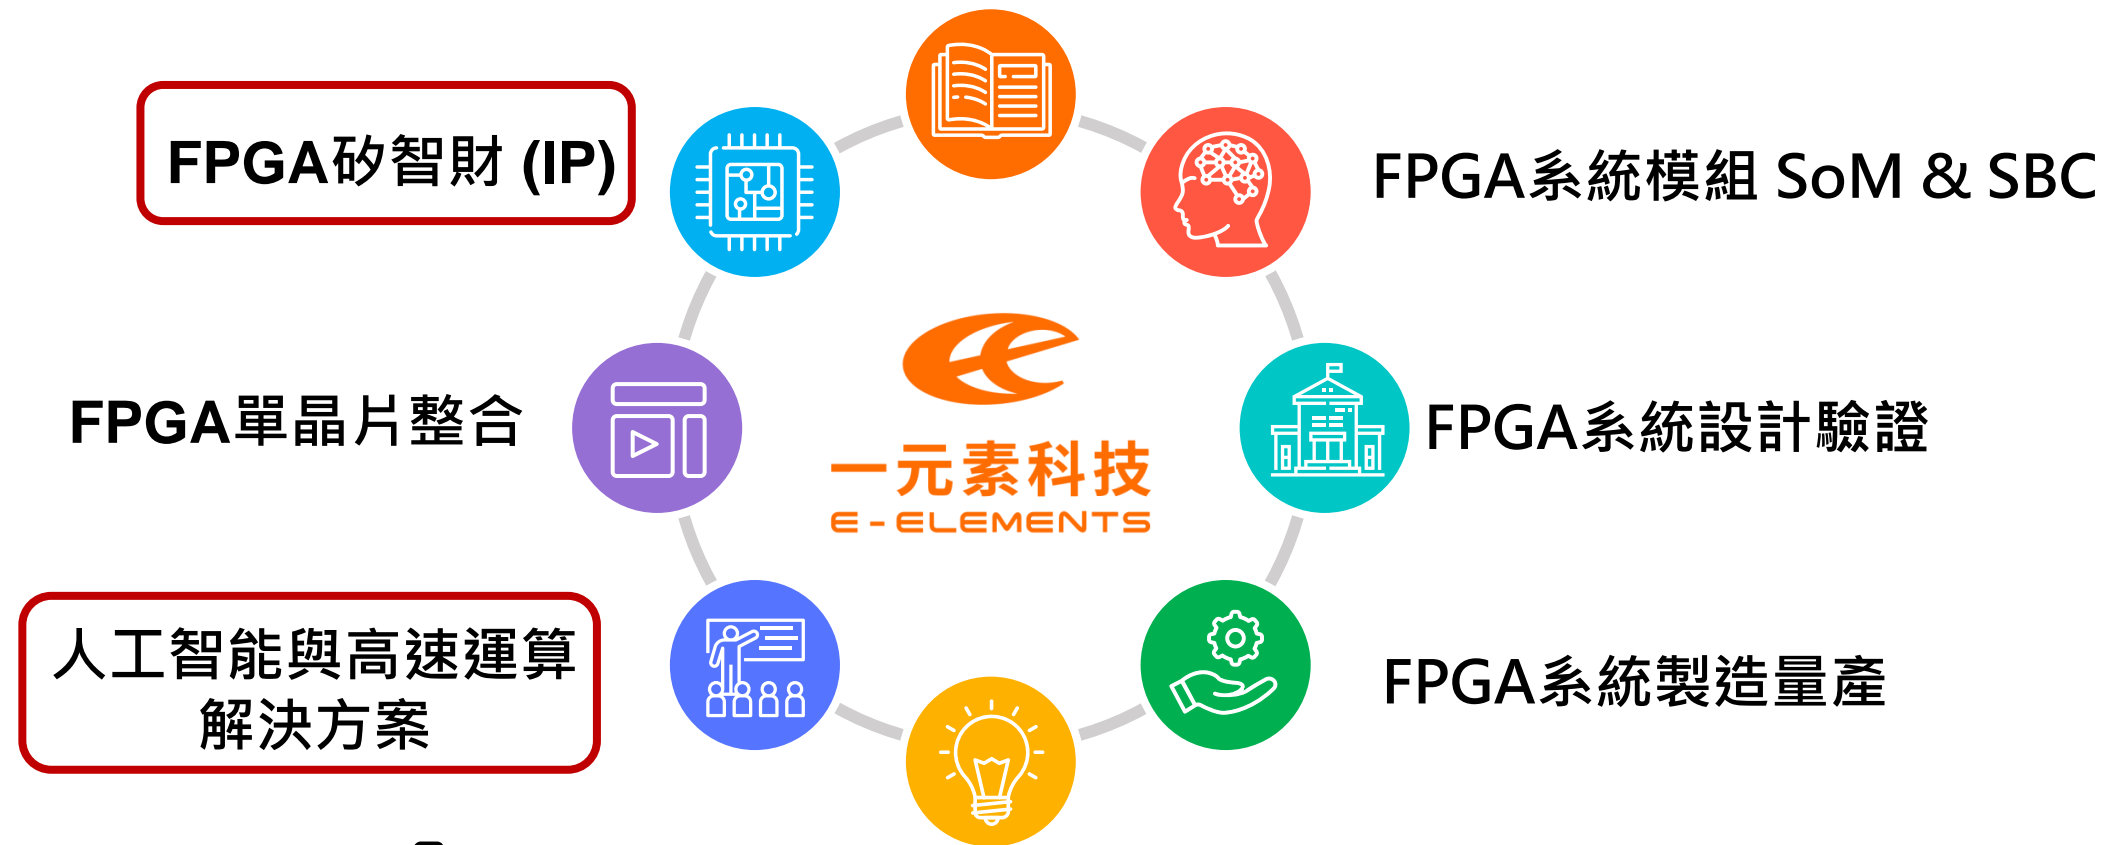 FPGA矽智財 (IP)
FPGA系統模組 SoM & SBC
FPGA單晶片整合
一元素科技
E-ELEMENTS
FPGA系統設計驗證
人工智能與高速運算
解決方案
FPGA系統製造量產